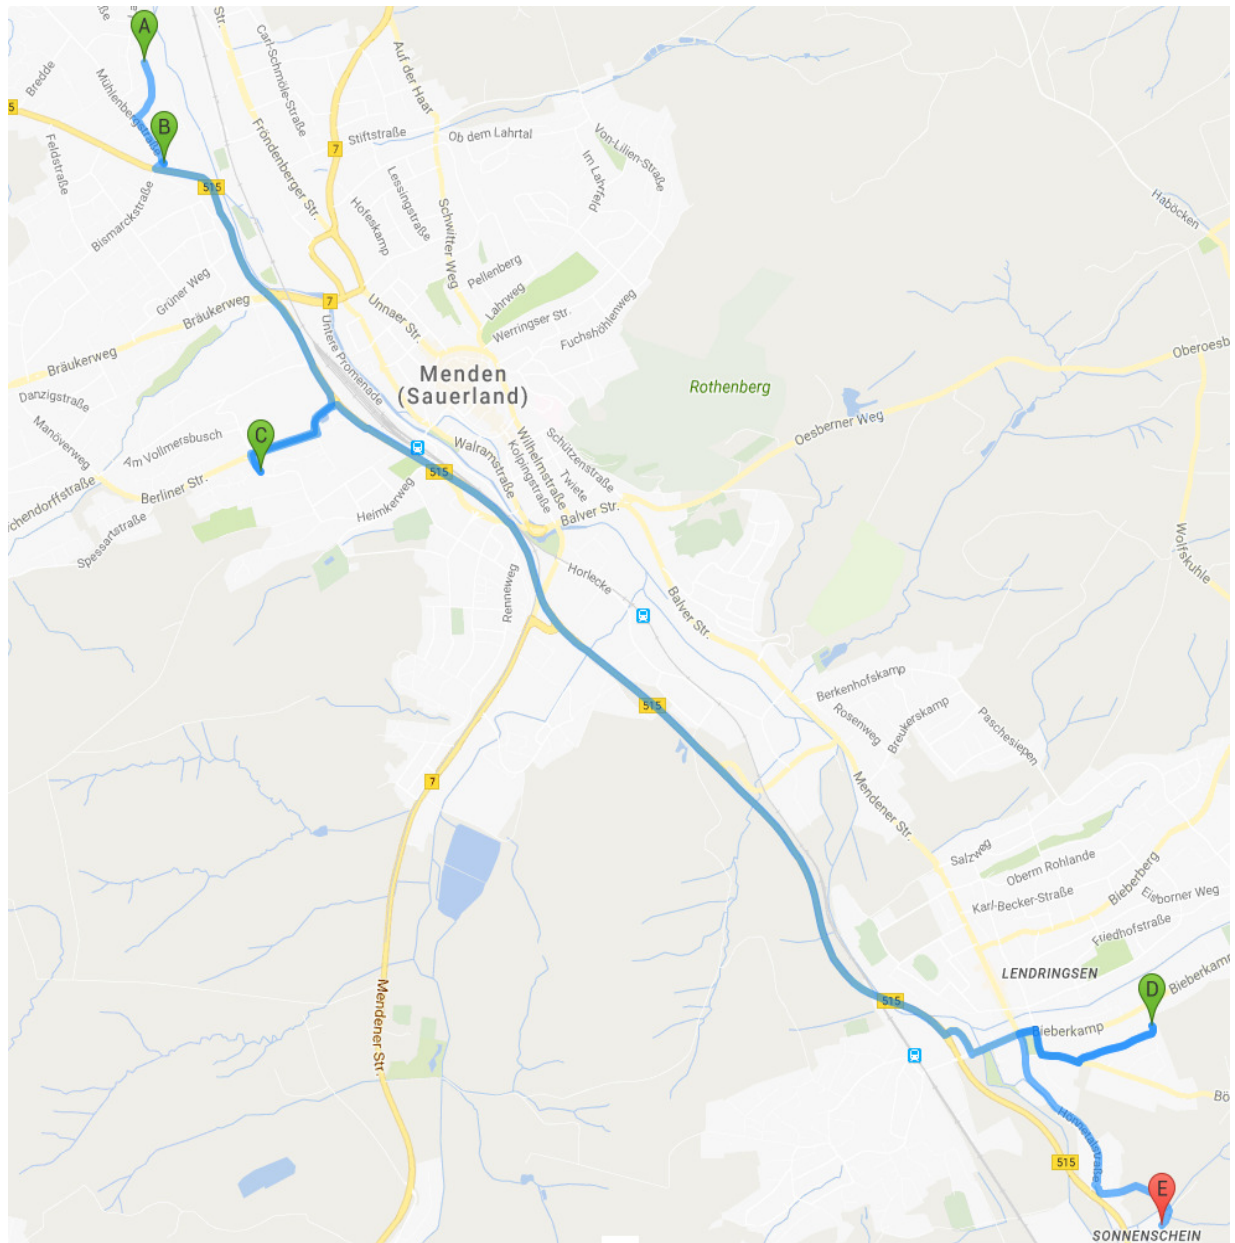 A
Str.
Carl-Schmöle-Straße
Auf der Haar
Bredde
Mühlenbergstraße
5
B
Feldstraße
Fröndenberger Str.
Stiftstraße
7
Ob dem Lahrtal
Von-Lilien-Straße
Im Lahrfeld
Lessingstraße
515
Bismarckstraße
Hofeskamp
Schwitter Weg
Haböcken
Grüner Weg
Pellenberg
Lahrweg
Bräukerweg
7
Unnaer Str.
Werringser Str.
Fuchshöhlenweg
Untere Promenade
Bräukerweg
Oberoesb
Menden
(Sauerland)
Rothenberg
Danzigstraße
Manöverweg
C
Am Vollmersbusch
Oesberner Weg
Walramstraße
Wilhelmstraße
Kolpingstraße
Schützenstraße
Twiete
515
Berliner Str.
ichendorffstraße
Heimkerweg
Spessartstraße
Balver Str.
Wolfskuhle
Renneweg
Horlecke
Balver Str.
Berkenhofskamp
Rosenweg
Breukerskamp
Paschesiepen
515
7
Mendener Str.
Salzweg
Oberm Rohlande
Bieberberg
Karl-Becker-Straße
Eisborner Weg
Friedhofstraße
LENDRINGSEN
D
Bieberkamp
515
Bieberkamp
Mendener Str.
Bö
Hönnetalstraße
515
E
SONNENSCHEIN